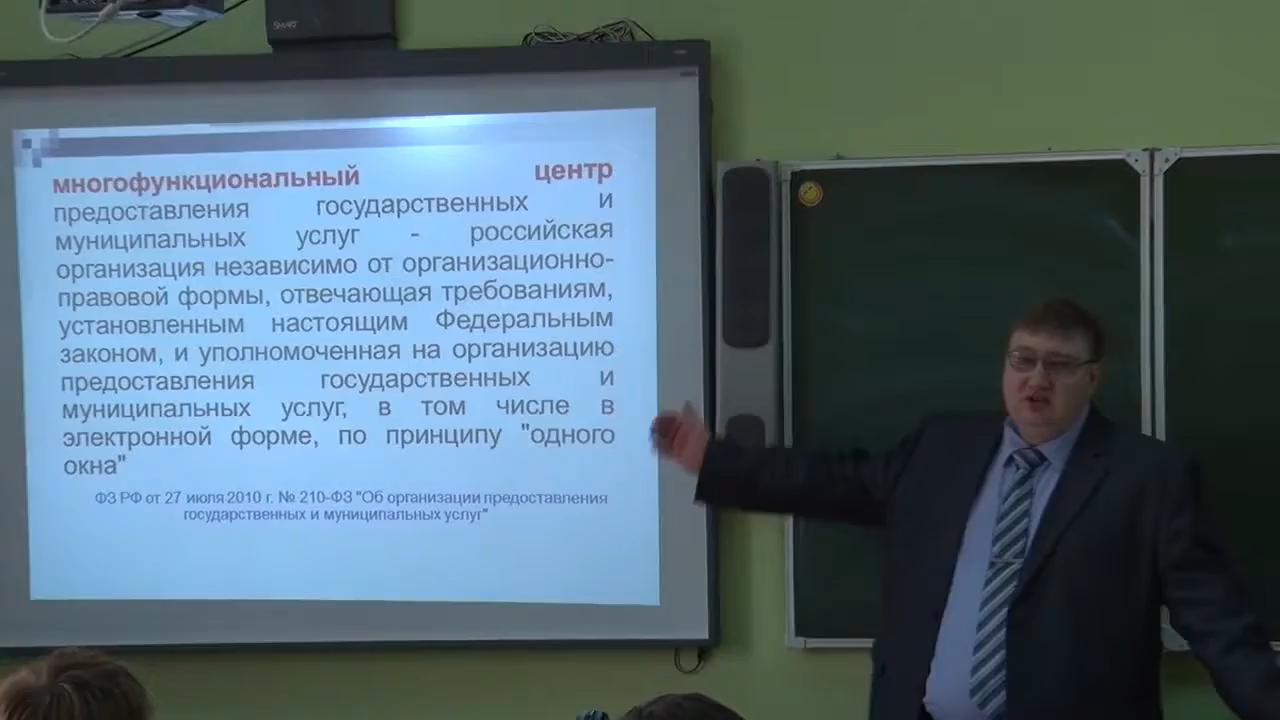 SMART
многофункциональный центр
предоставления государственных и
муниципальных услуг - российская
организация независимо от организационно-
правовой формы, отвечающая требованиям,
установленным настоящим Федеральным
законом, и уполномоченная на организацию
предоставления государственных и
муниципальных услуг, в том числе в
электронной форме, по принципу "одного
окна"
ФЗ РФ от 27 июля 2010 г. № 210-ФЗ "Об организации предоставления
государственных и муниципальных услуг"